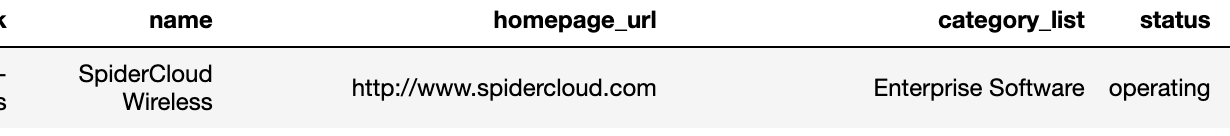 k name homepage_url category_list status
- SpiderCloud
s Wireless http://www.spidercloud.com Enterprise Software operating